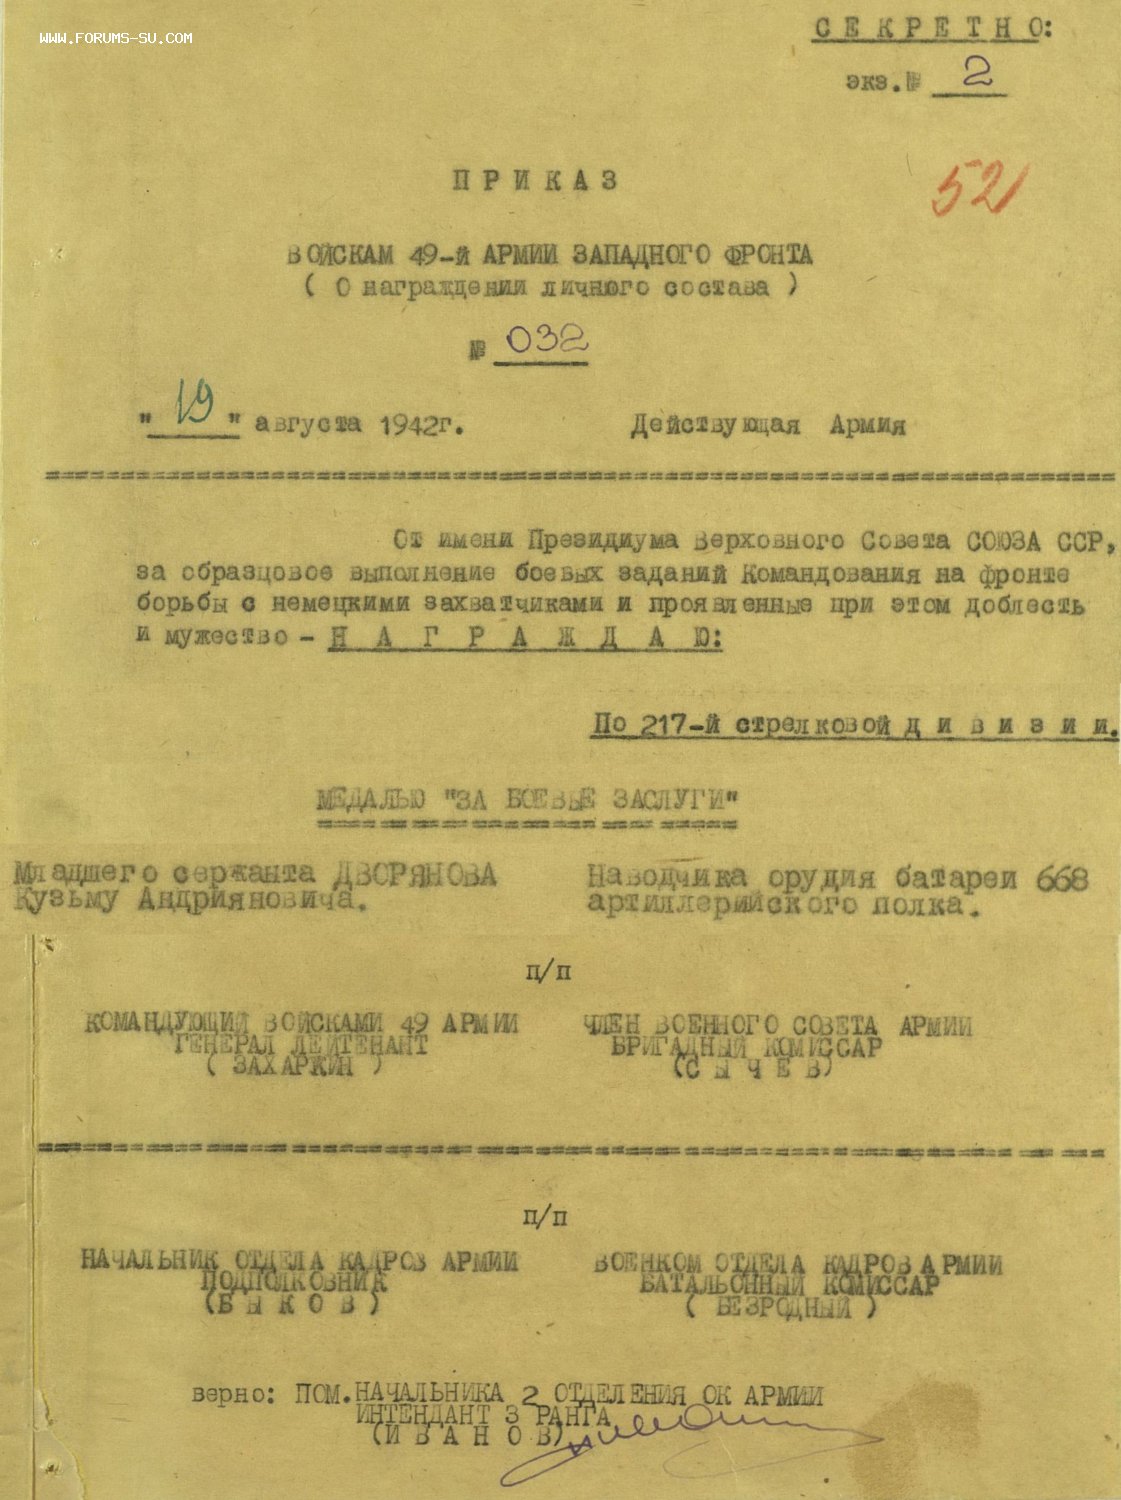 WWW.FORUMS-SU.COM
С Е К Р Е Т Н О:
экз.№ 2
52
П Р И К А З
ВОЙСКАМ 49-й АРМИИ ЗАПАДНОГО ФРОНТА
( О награждении личного состава )
№ 032
"19" августа 1942г. Действующая Армия
От имени Президиума Верховного Совета СОЮЗА ССР,
за образцовое выполнение боевых заданий Командования на фронте
борьбы с немецкими захватчиками и проявленные при этом доблесть
и мужество - Н А Г Р А Ж Д А Ю:
По 217-й стрелковой д и в и з и и.
МЕДАЛЬЮ "ЗА БОЕВЫЕ ЗАСЛУГИ"
Младшего сержанта ДВОРЯНОВА
Кузьму Андрияновича.
Наводчика орудия батареи 668
артиллерийского полка.
п/п
КОМАНДУЮЩИЙ ВОЙСКАМИ 49 АРМИИ
ГЕНЕРАЛ ЛЕЙТЕНАНТ
( ЗАХАРКИН )
ЧЛЕН ВОЕННОГО СОВЕТА АРМИИ
БРИГАДНЫЙ КОМИССАР
(С Ы Ч Е В)
п/п
НАЧАЛЬНИК ОТДЕЛА КАДРОВ АРМИИ
ПОДПОЛКОВНИК
(Б Ы К О В )
ВОЕНКОМ ОТДЕЛА КАДРОВ АРМИИ
БАТАЛЬОННЫЙ КОМИССАР
( БЕЗРОДНЫЙ )
верно: ПОМ.НАЧАЛЬНИКА 2 ОТДЕЛЕНИЯ ОК АРМИИ
ИНТЕНДАНТ 3 РАНГА
(И В А Н О В)